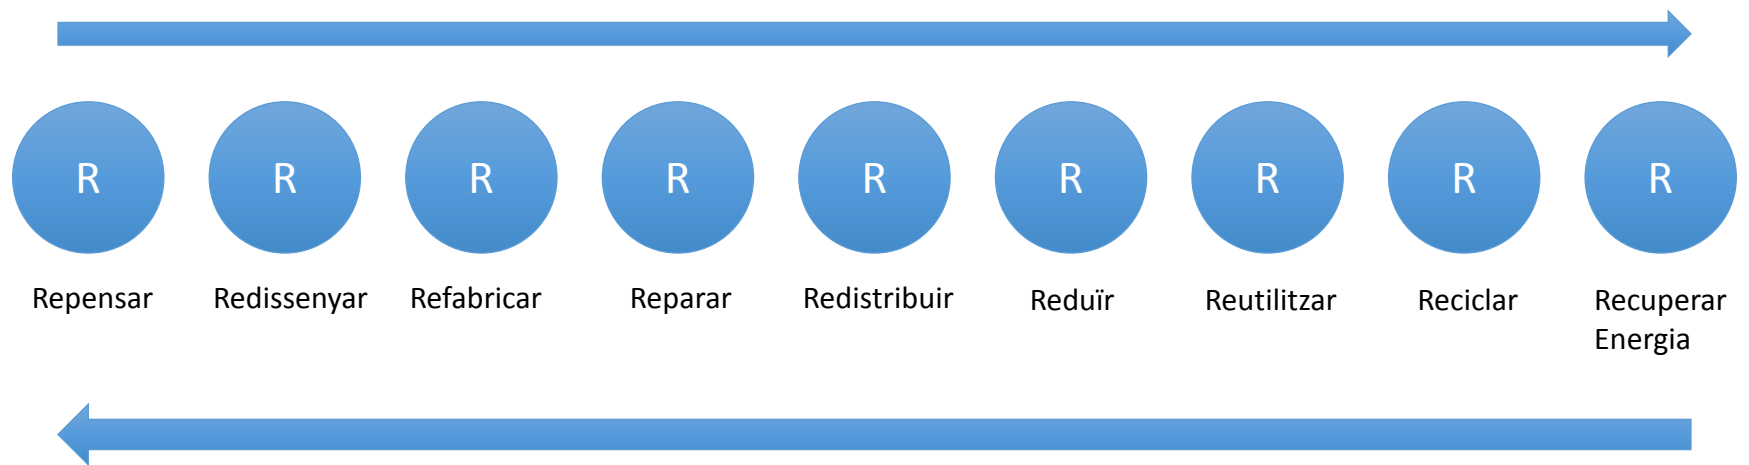 R R R R R R R R R
Repensar Redissenyar Refabricar Reparar Redistribuir Reduïr Reutilitzar Reciclar Recuperar
Energia